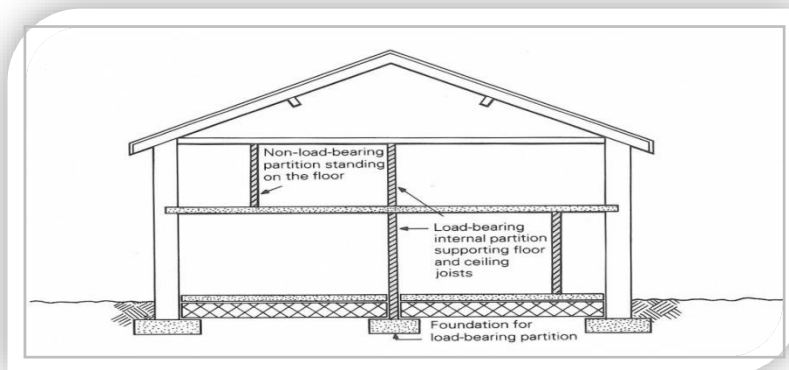 Non-load-bearing
partition standing
on the floor
Load-bearing
internal partition
supporting floor
and ceiling
joists
Foundation for
load-bearing partition